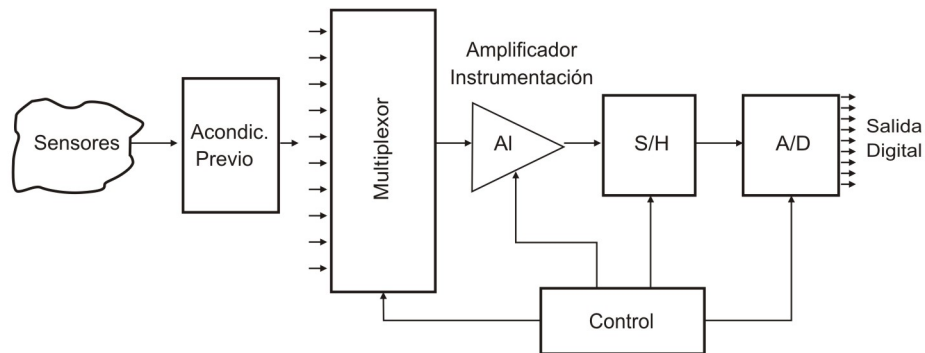 Sensores
Acondic.
Previo
Multiplexor
Amplificador
Instrumentación
AI
S/H
A/D
Salida
Digital
Control